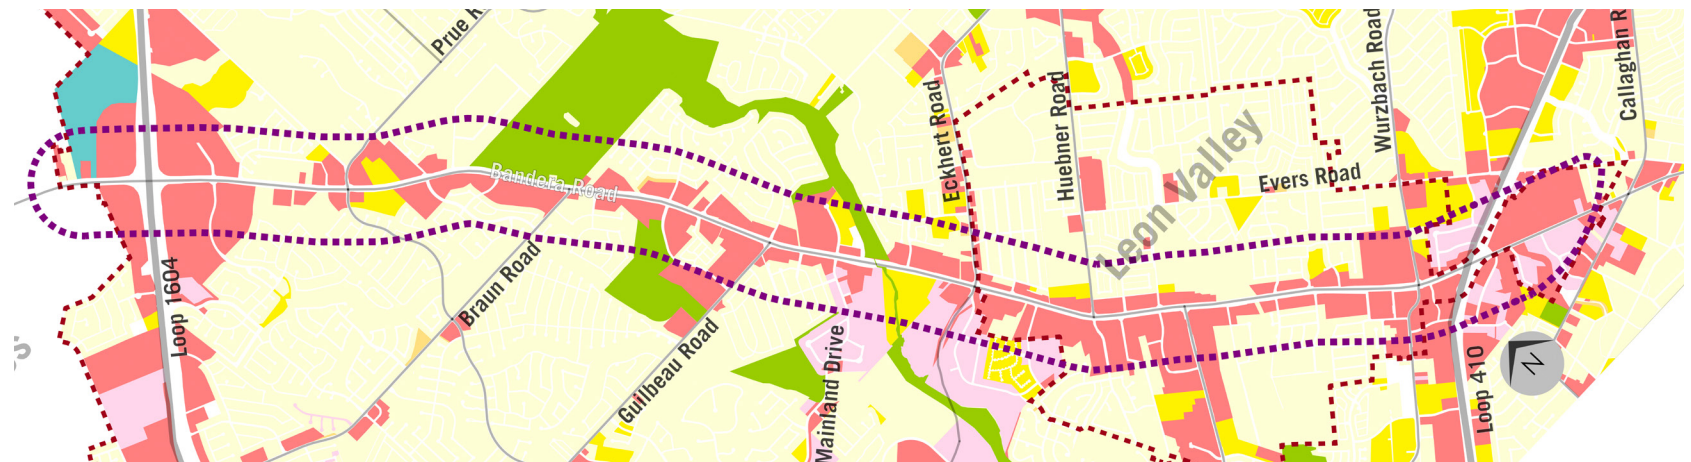 Prue R
Bandera Road
Eckhert Road
Huebner Road
Wurzbach Road
Callaghan R
Leon Valley
Evers Road
Loop 1604
Braun Road
Guilbeau Road
Mainland Drive
Loop 410
N
s